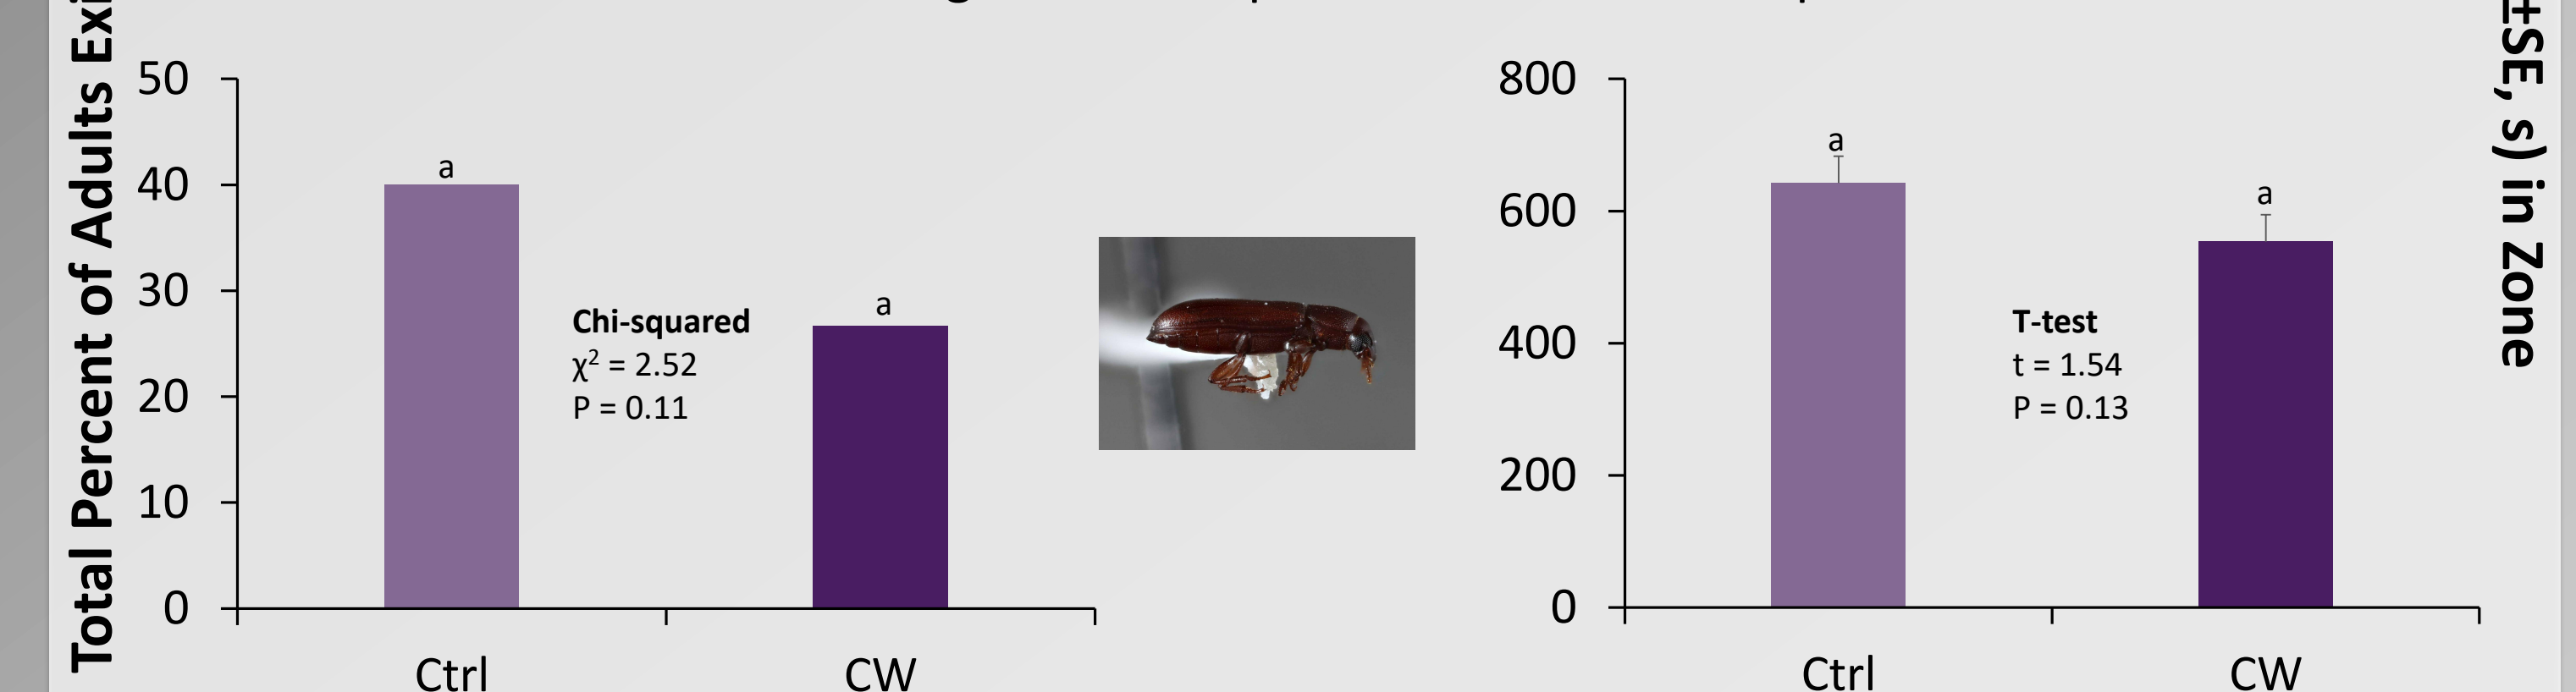 Total Percent of Adults
50
40
30
20
10
0
a
a
Chi-squared
χ² = 2.52
P = 0.11
Ctrl
CW
800
600
400
200
0
a
a
T-test
t = 1.54
P = 0.13
Ctrl
CW
±SE, s) in Zone